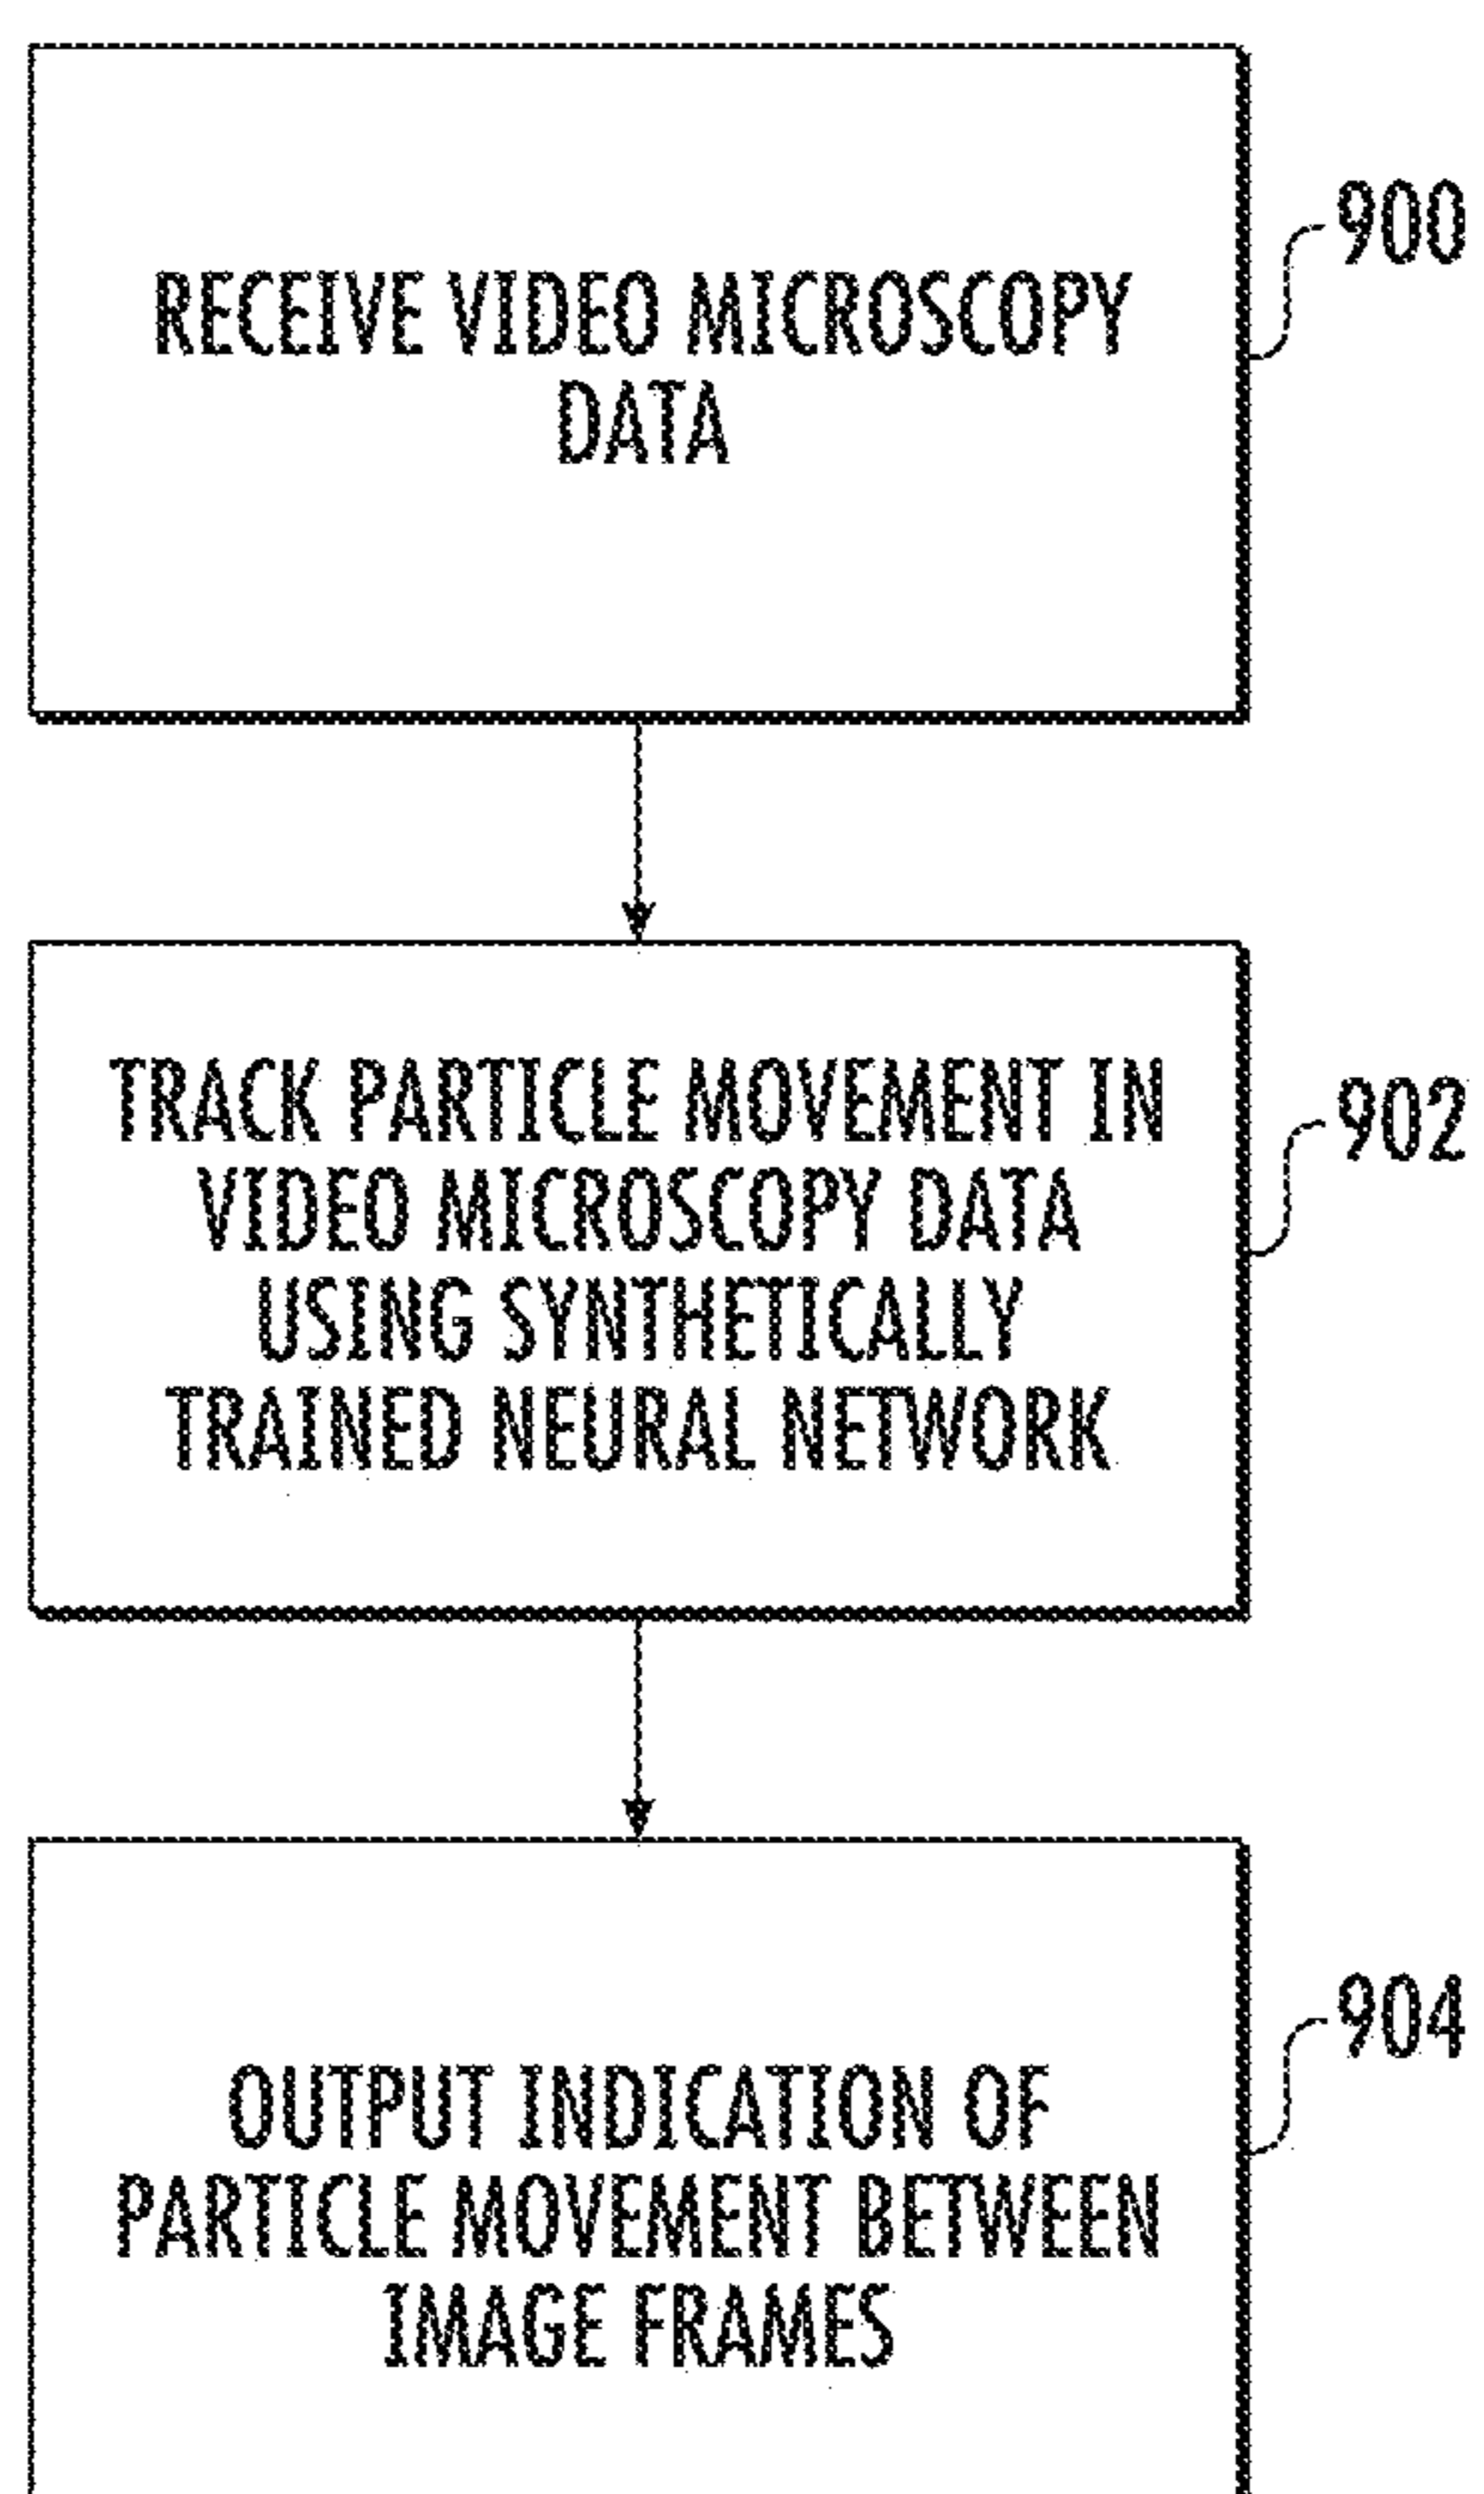 900
RECEIVE VIDEO MICROSCOPY
DATA
902
TRACK PARTICLE MOVEMENT IN
VIDEO MICROSCOPY DATA
USING SYNTHETICALLY
TRAINED NEURAL NETWORK
904
OUTPUT INDICATION OF
PARTICLE MOVEMENT BETWEEN
IMAGE FRAMES